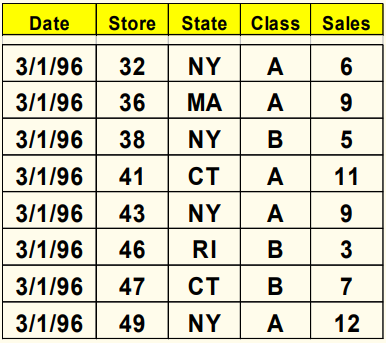 Date Store State Class Sales
3/1/96 32 NY A 6
3/1/96 36 MA A 9
3/1/96 38 NY B 5
3/1/96 41 CT A 11
3/1/96 43 NY A 9
3/1/96 46 RI B 3
3/1/96 47 CT B 7
3/1/96 49 NY A 12